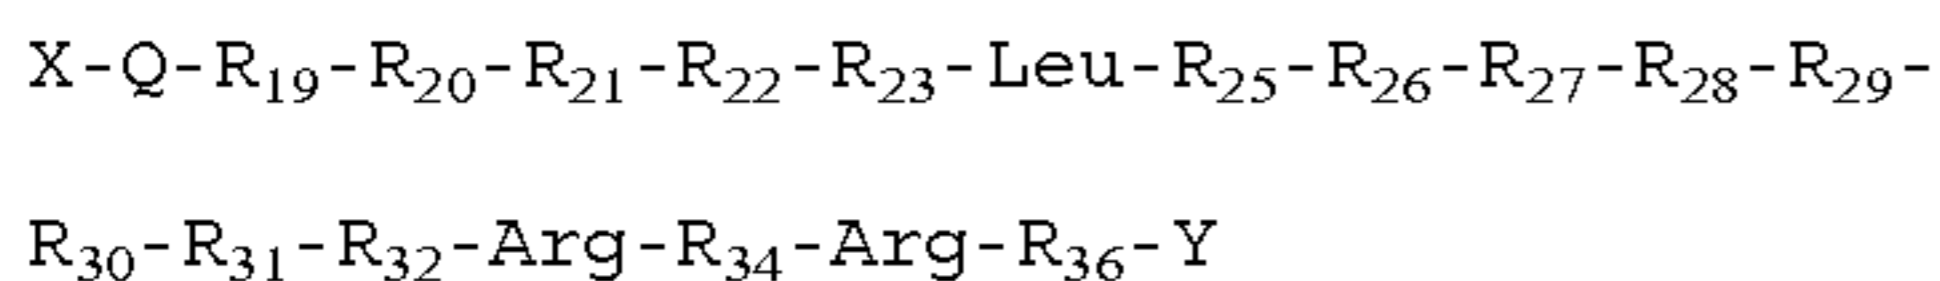 X-Q-R₁₉-R₂₀-R₂₁-R₂₂-R₂₃-Leu-R₂₅-R₂₆-R₂₇-R₂₈-R₂₉-
R₃₀-R₃₁-R₃₂-Arg-R₃₄-Arg-R₃₆-Y